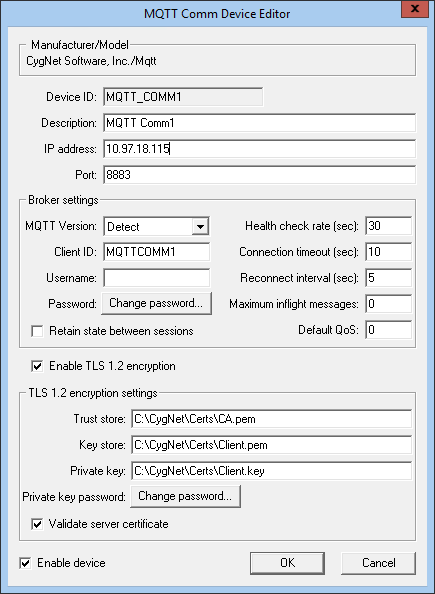 MQTT Comm Device Editor
x
Manufacturer/Model
CygNet Software, Inc./Mqtt
Device ID: MQTT_COMM1
Description: MQTT Comm1
IP address: 10.97.18.115
Port: 8883
Broker settings
MQTT Version: Detect Health check rate (sec): 30
Client ID: MQTTCOMM1 Connection timeout (sec): 10
Username: Reconnect interval (sec): 5
Password: Change password... Maximum inflight messages: 0
Retain state between sessions Default QoS: 0
Enable TLS 1.2 encryption
TLS 1.2 encryption settings
Trust store: C:\CygNet\Certs\CA.pem
Key store: C:\CygNet\Certs\Client.pem
Private key: C:\CygNet\Certs\Client.key
Private key password: Change password...
Validate server certificate
Enable device OK Cancel